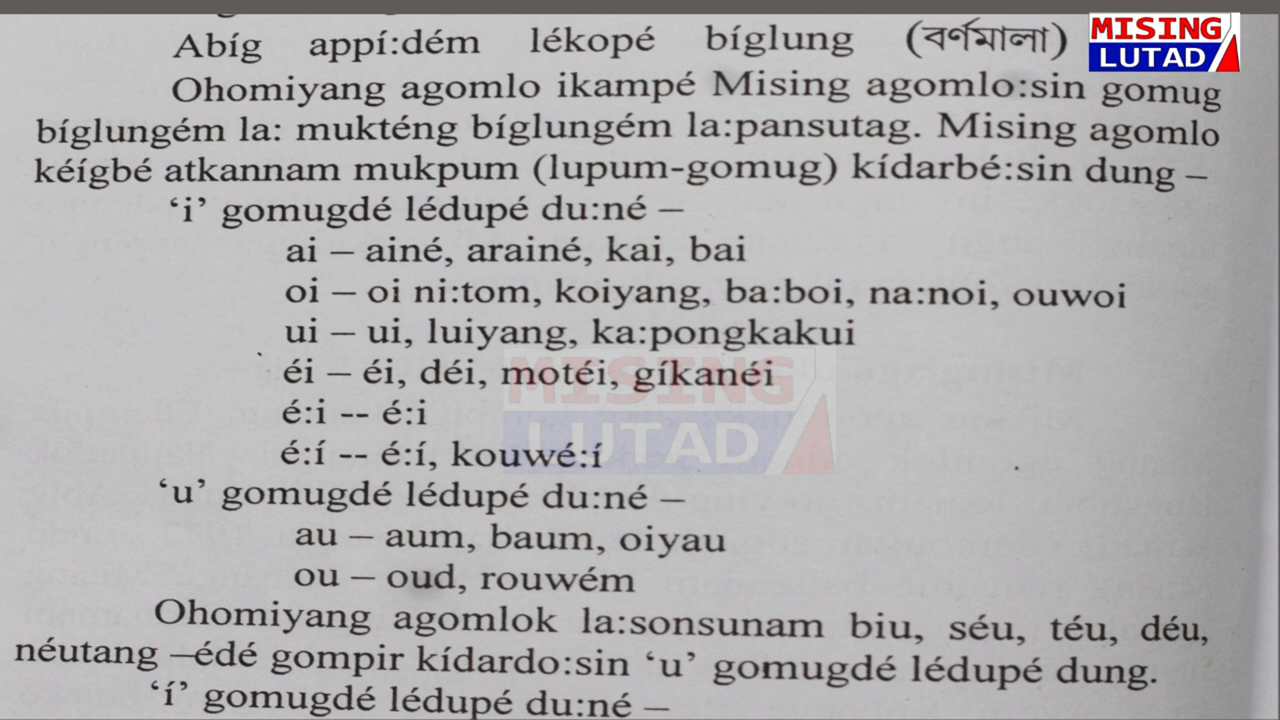 Abíg appí:dém lékopé bíglung (বর্ণমালা)
MISING
LUTAD
Ohomiyang agomlo ikampé Mising agomlo:sin gomug
bíglungém la: mukténg bíglungém la:pansutag. Mising agomlo
kéígbé atkannam mukpum (lupum-gomug) kídarbé:sin dung –
‘i’ gomugdé lédupé du:né –
ai – ainé, arainé, kai, bai
oi – oi ni:tom, koiyang, ba:boi, na:noi, ouwoi
ui – ui, luiyang, ka:pongkakui
éi – éi, déi, motéi, gíkanéi
é:i -- é:i
é:í -- é:í, kouwé:í
MISING
LUTAD
‘u’ gomugdé lédupé du:né –
au – aum, baum, oiyau
ou – oud, rouwém
Ohomiyang agomlok la:sonsunam biu, séu, téu, déu,
néutang –édé gompir kídardo:sin ‘u’ gomugdé lédupé dung.
‘í’ gomugdé lédupé du:né –